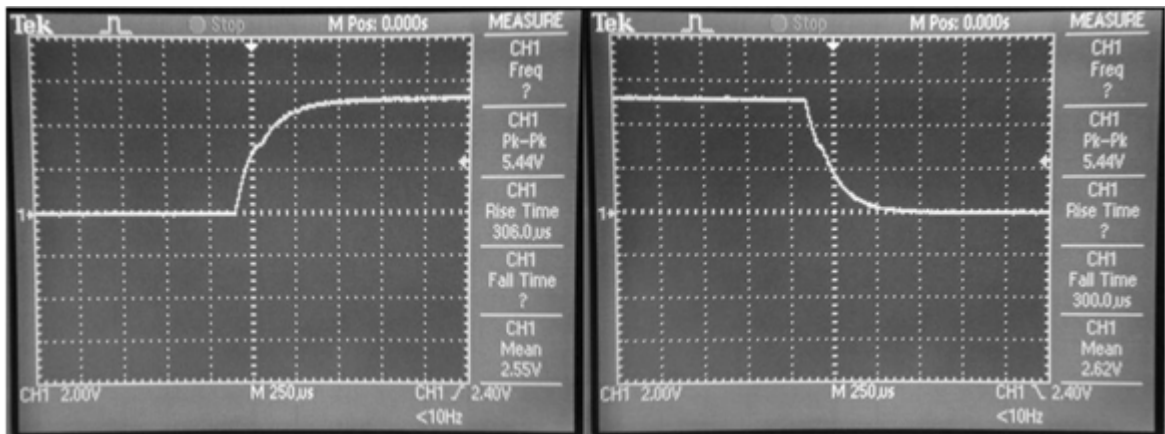 Tek Stop M Pos: 0.000s MEASURE
CH1
Freq
?
CH1
Pk-Pk
5.44V
CH1
Rise Time
306.0µs
CH1
Fall Time
?
CH1
Mean
2.55V
1
CH1 2.00V M 250µs CH1 2.40V
<10Hz
Tek Stop M Pos: 0.000s MEASURE
CH1
Freq
?
CH1
Pk-Pk
5.44V
CH1
Rise Time
?
CH1
Fall Time
300.0µs
CH1
Mean
2.62V
1
CH1 2.00V M 250µs CH1 2.40V
<10Hz